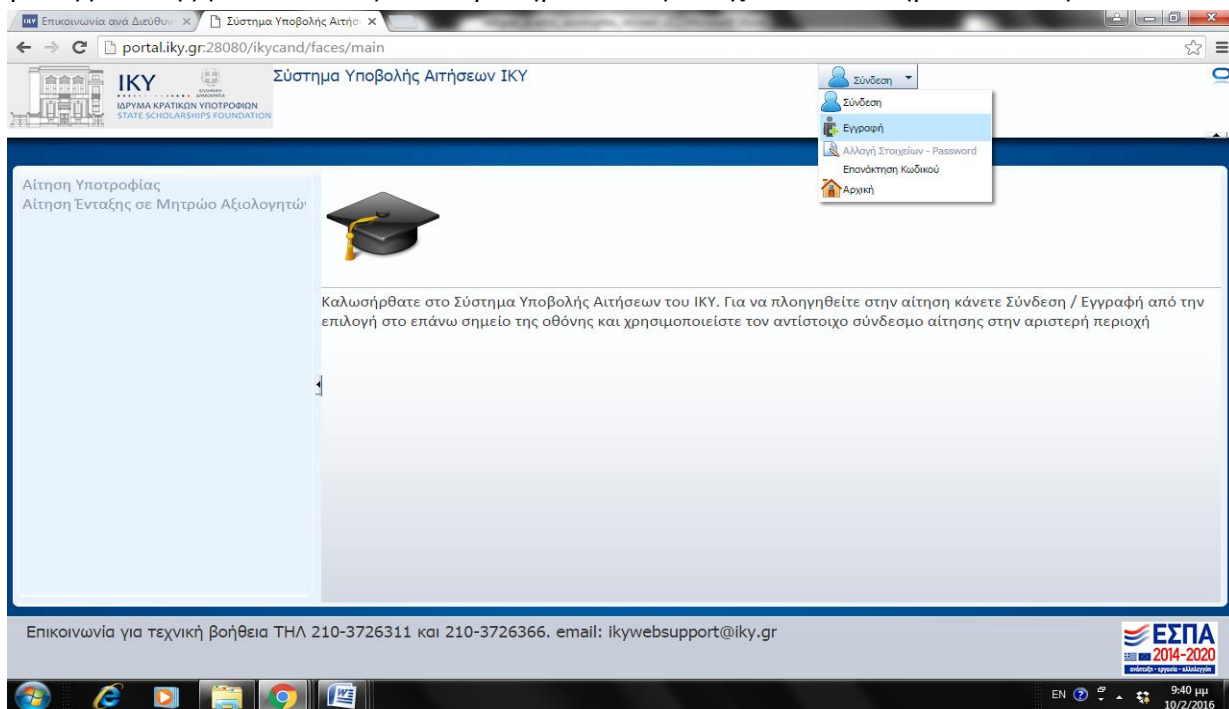 Επικοινωνία ανά Διεύθυν
Σύστημα Υποβολής Αιτήσ
portal.iky.gr:28080/ikycand/faces/main
IKY
ΙΔΡΥΜΑ ΚΡΑΤΙΚΩΝ ΥΠΟΤΡΟΦΙΩΝ
STATE SCHOLARSHIPS FOUNDATION
Σύστημα Υποβολής Αιτήσεων ΙΚΥ
Σύνδεση
Σύνδεση
Εγγραφή
Αλλαγή Στοιχείων - Password
Επανάκτηση Κωδικού
Αρχική
Αίτηση Υποτροφίας
Αίτηση Ένταξης σε Μητρώο Αξιολογητών
Καλωσήρθατε στο Σύστημα Υποβολής Αιτήσεων του ΙΚΥ. Για να πλοηγηθείτε στην αίτηση κάνετε Σύνδεση / Εγγραφή από την
επιλογή στο επάνω σημείο της οθόνης και χρησιμοποιείστε τον αντίστοιχο σύνδεσμο αίτησης στην αριστερή περιοχή
Επικοινωνία για τεχνική βοήθεια ΤΗΛ 210-3726311 και 210-3726366. email: ikywebsupport@iky.gr
ΕΣΠΑ
2014-2020
ανάπτυξη - εργασία - αλληλεγγύη
EN
9:40 μμ
10/2/2016